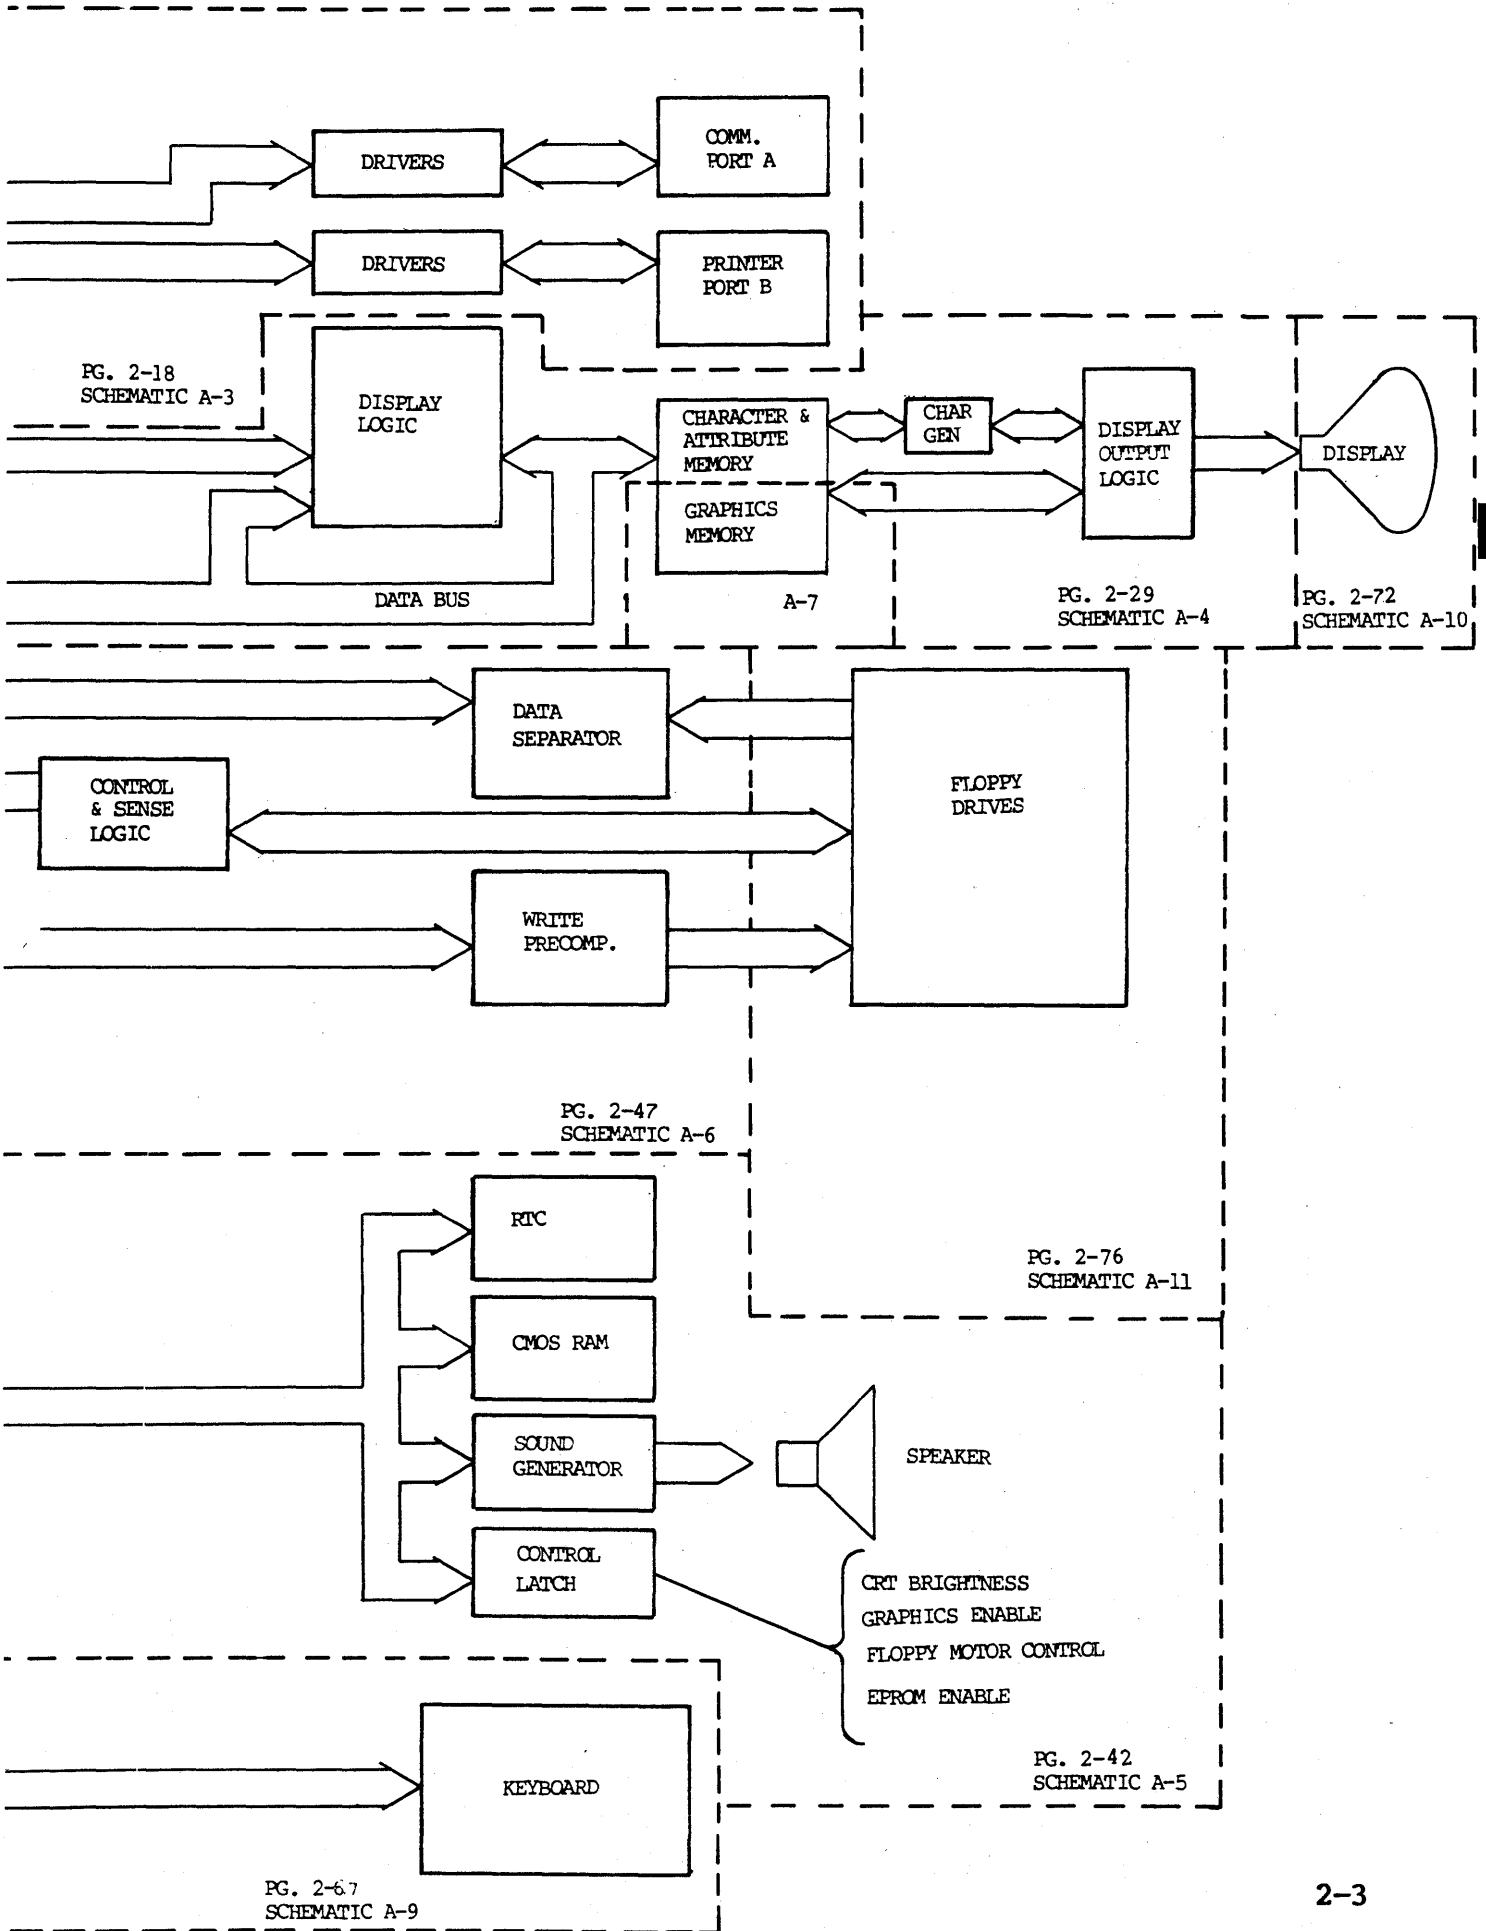 COMM.
PORT A
DRIVERS
DRIVERS
PRINTER
PORT B
PG. 2-18
SCHEMATIC A-3
DISPLAY
LOGIC
CHARACTER &
ATTRIBUTE
MEMORY
GRAPHICS
MEMORY
CHAR
GEN
DISPLAY
OUTPUT
LOGIC
DISPLAY
DATA BUS
A-7
PG. 2-29
SCHEMATIC A-4
PG. 2-72
SCHEMATIC A-10
DATA
SEPARATOR
CONTROL
& SENSE
LOGIC
FLOPPY
DRIVES
WRITE
PRECOMP.
PG. 2-47
SCHEMATIC A-6
RTC
PG. 2-76
SCHEMATIC A-11
CMOS RAM
SOUND
GENERATOR
SPEAKER
CONTROL
LATCH
CRT BRIGHTNESS
GRAPHICS ENABLE
FLOPPY MOTOR CONTROL
EPROM ENABLE
PG. 2-42
SCHEMATIC A-5
KEYBOARD
PG. 2-67
SCHEMATIC A-9
2-3